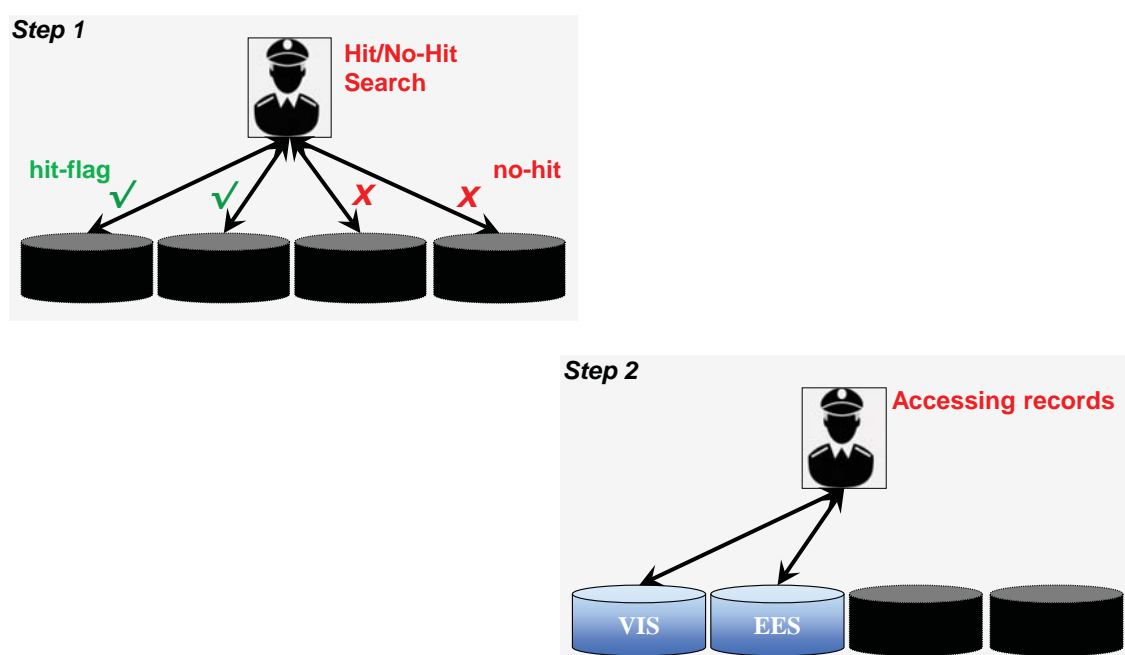 Step 1
Hit/No-Hit
Search
hit-flag
no-hit
√
√
X
X
Step 2
Accessing records
VIS
EES